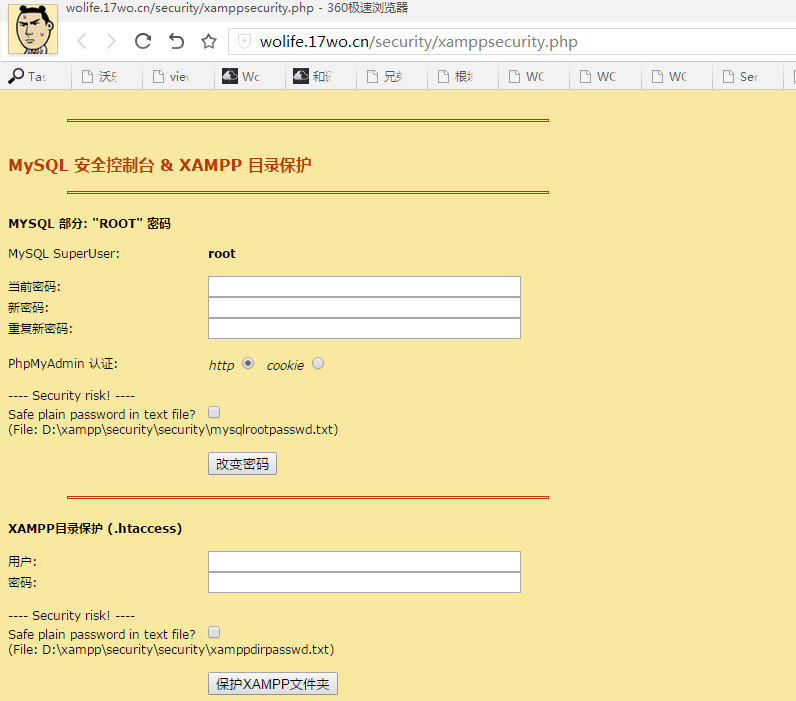 wolife.17wo.cn/security/xamppsecurity.php - 360极速浏览器
wolife.17wo.cn/security/xamppsecurity.php
Tas 沃乐 viev Wc 和谐 兄弟 根垃 WC WC WC Ser
MySQL 安全控制台 & XAMPP 目录保护
MYSQL 部分: "ROOT" 密码
MySQL SuperUser: root
当前密码:
新密码:
重复新密码:
PhpMyAdmin 认证: http cookie
---- Security risk! ----
Safe plain password in text file?
(File: D:\xampp\security\security\mysqlrootpasswd.txt)
改变密码
XAMPP目录保护 (.htaccess)
用户:
密码:
---- Security risk! ----
Safe plain password in text file?
(File: D:\xampp\security\security\xamppdirpasswd.txt)
保护XAMPP文件夹